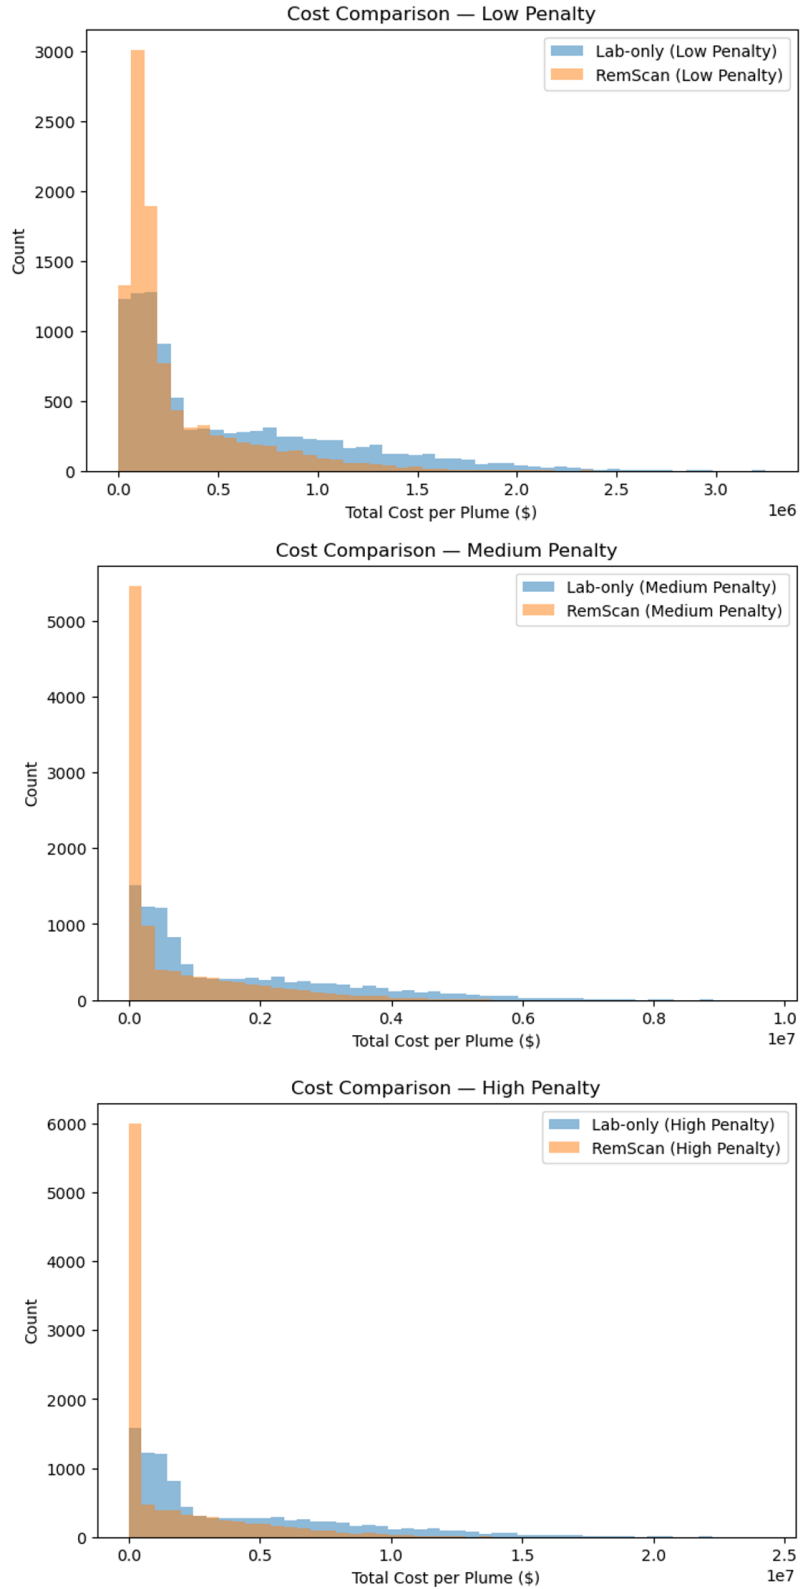 Cost Comparison — Low Penalty
Lab-only (Low Penalty)
RemScan (Low Penalty)
3000
2500
2000
1500
1000
500
0
Count
0.0 0.5 1.0 1.5 2.0 2.5 3.0
1e6
Total Cost per Plume ($)
Cost Comparison — Medium Penalty
Lab-only (Medium Penalty)
RemScan (Medium Penalty)
5000
4000
3000
2000
1000
0
Count
0.0 0.2 0.4 0.6 0.8 1.0
1e7
Total Cost per Plume ($)
Cost Comparison — High Penalty
Lab-only (High Penalty)
RemScan (High Penalty)
6000
5000
4000
3000
2000
1000
0
Count
0.0 0.5 1.0 1.5 2.0 2.5
1e7
Total Cost per Plume ($)